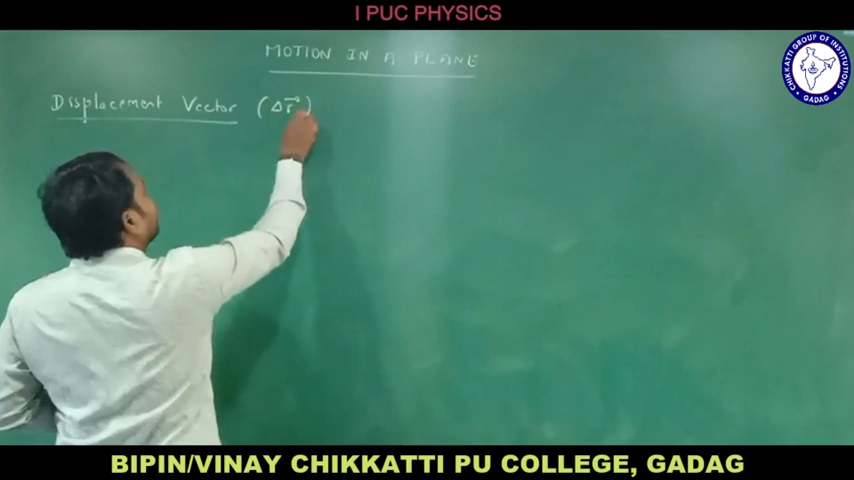 I PUC PHYSICS
MOTION IN A PLANE
Displacement Vector (Δr⃗)
CHIKKATTI GROUP OF INSTITUTIONS
GADAG
BIPIN/VINAY CHIKKATTI PU COLLEGE, GADAG